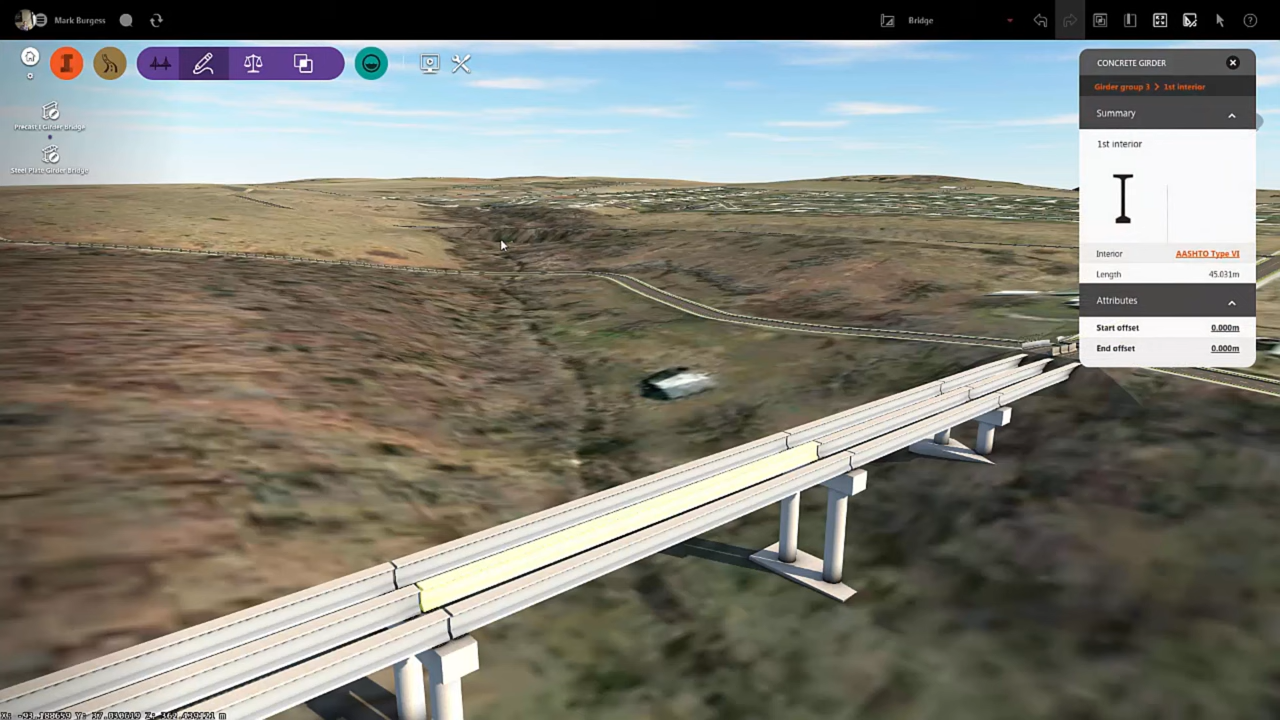 Mark Burgess
Bridge
Precast I Girder Bridge
Steel Plate Girder Bridge
CONCRETE GIRDER
Girder group 3 > 1st interior
Summary
1st interior
Interior AASHTO Type VI
Length 45.031m
Attributes
Start offset 0.000m
End offset 0.000m